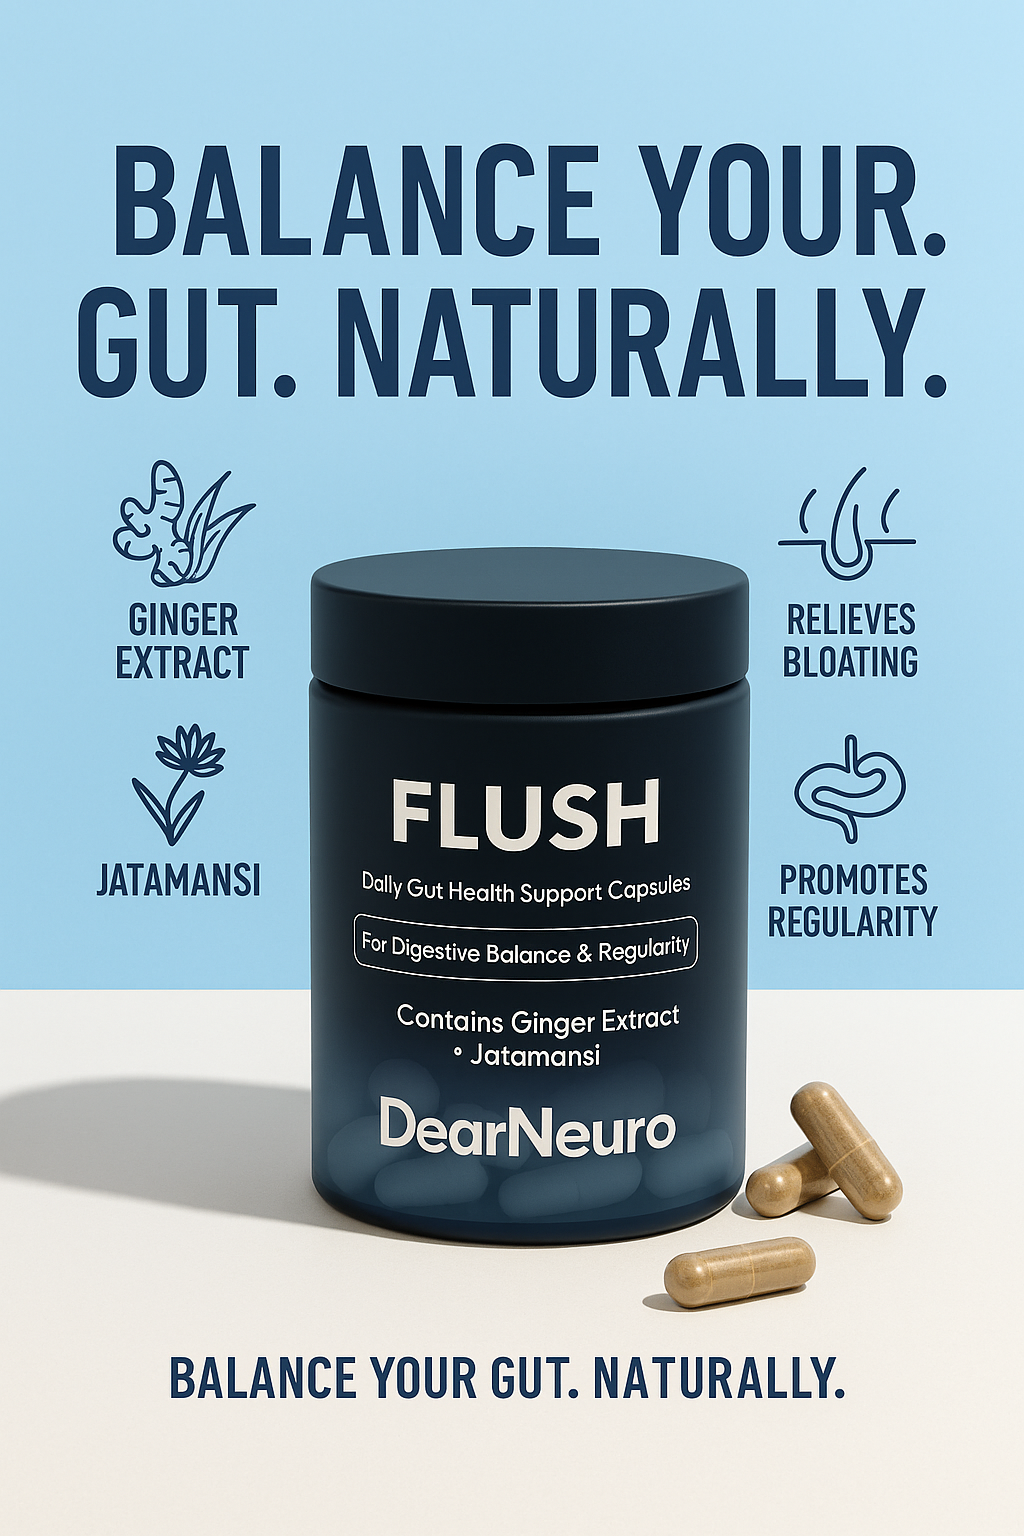 BALANCE YOUR.
GUT. NATURALLY.
GINGER
EXTRACT
RELIEVES
BLOATING
JATAMANSI
PROMOTES
REGULARITY
FLUSH
Dally Gut Health Support Capsules
For Digestive Balance & Regularity
Contains Ginger Extract
° Jatamansi
DearNeuro
BALANCE YOUR GUT. NATURALLY.